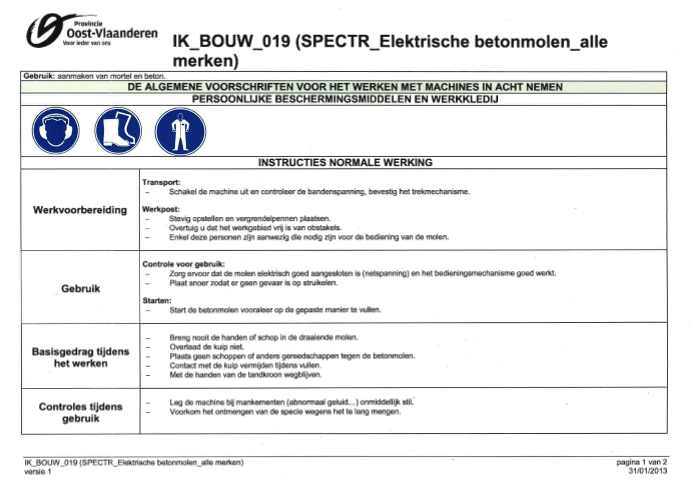 Provincie
Oost-Vlaanderen
Voor ieder van ons
IK_BOUW_019 (SPECTR_Elektrische betonmolen_alle
merken)
Gebruik: aanmaken van mortel en beton.
DE ALGEMENE VOORSCHRIFTEN VOOR HET WERKEN MET MACHINES IN ACHT NEMEN
PERSOONLIJKE BESCHERMINGSMIDDELEN EN WERKKLEDIJ
INSTRUCTIES NORMALE WERKING
Werkvoorbereiding
Transport:
– Schakel de machine uit en controleer de bandenspanning, bevestig het trekmechanisme.
Werkpost:
– Stevig opstellen en vergrendelpennen plaatsen.
– Overtuig u dat het werkgebied vrij is van obstakels.
– Enkel deze personen zijn aanwezig die nodig zijn voor de bediening van de molen.
Gebruik
Controle voor gebruik:
– Zorg ervoor dat de molen elektrisch goed aangesloten is (netspanning) en het bedieningsmechanisme goed werkt.
– Plaat snoer zodat er geen gevaar is op struikelen.
Starten:
– Start de betonmolen vooraleer op de gepaste manier te vullen.
Basisgedrag tijdens
het werken
– Breng nooit de handen of schop in de draaiende molen.
– Overlaad de kuip niet.
– Plaats geen schoppen of andere gereedschappen tegen de betonmolen.
– Contact met de kuip vermijden tijdens vullen.
– Met de handen van de tandkroon wegblijven.
Controles tijdens
gebruik
– Leg de machine bij mankementen (abnormaal geluid...) onmiddellijk stil.
– Voorkom het ontmengen van de specie wegens het te lang mengen.
IK_BOUW_019 (SPECTR_Elektrische betonmolen_alle merken)
versie 1
pagina 1 van 2
31/01/2013